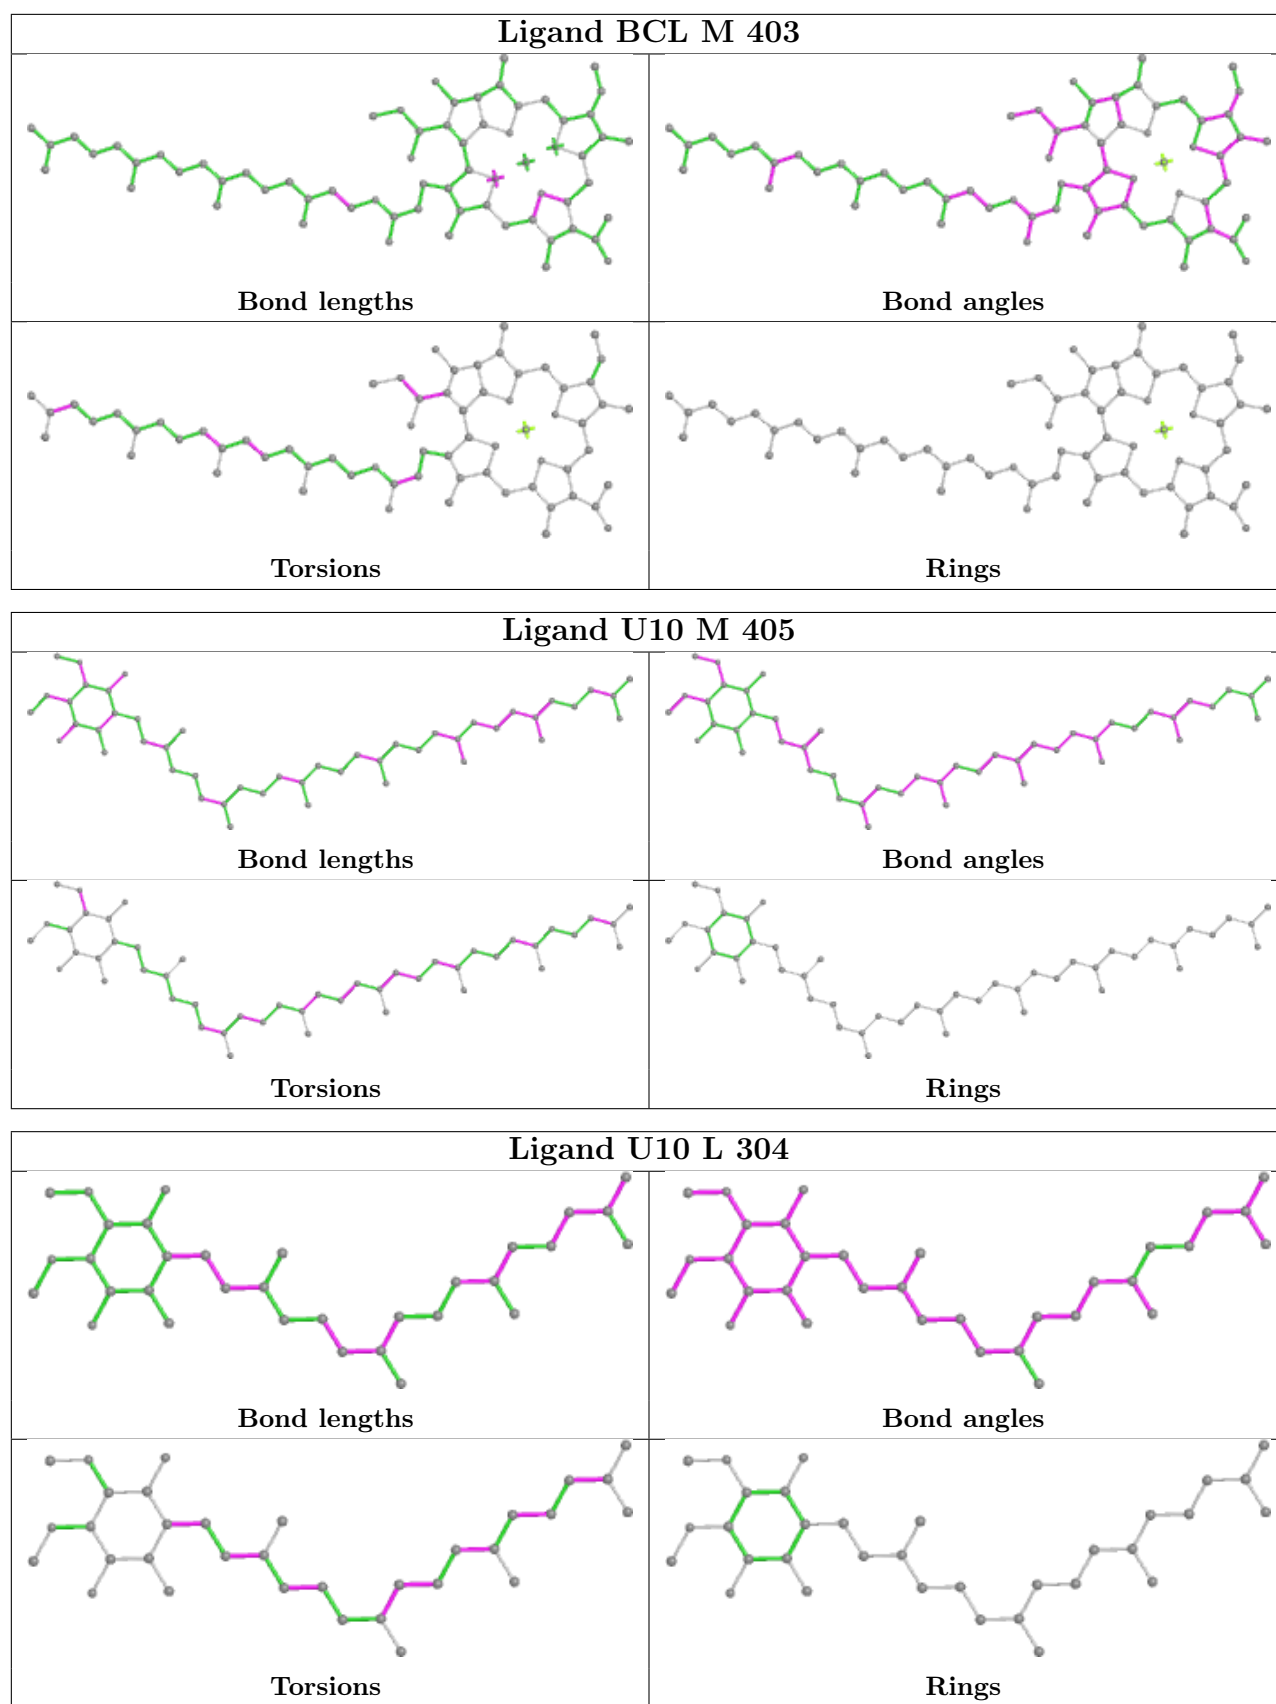 Ligand BCL M 403
Bond lengths
Bond angles
Torsions
Rings
Ligand U10 M 405
Bond lengths
Bond angles
Torsions
Rings
Ligand U10 L 304
Bond lengths
Bond angles
Torsions
Rings